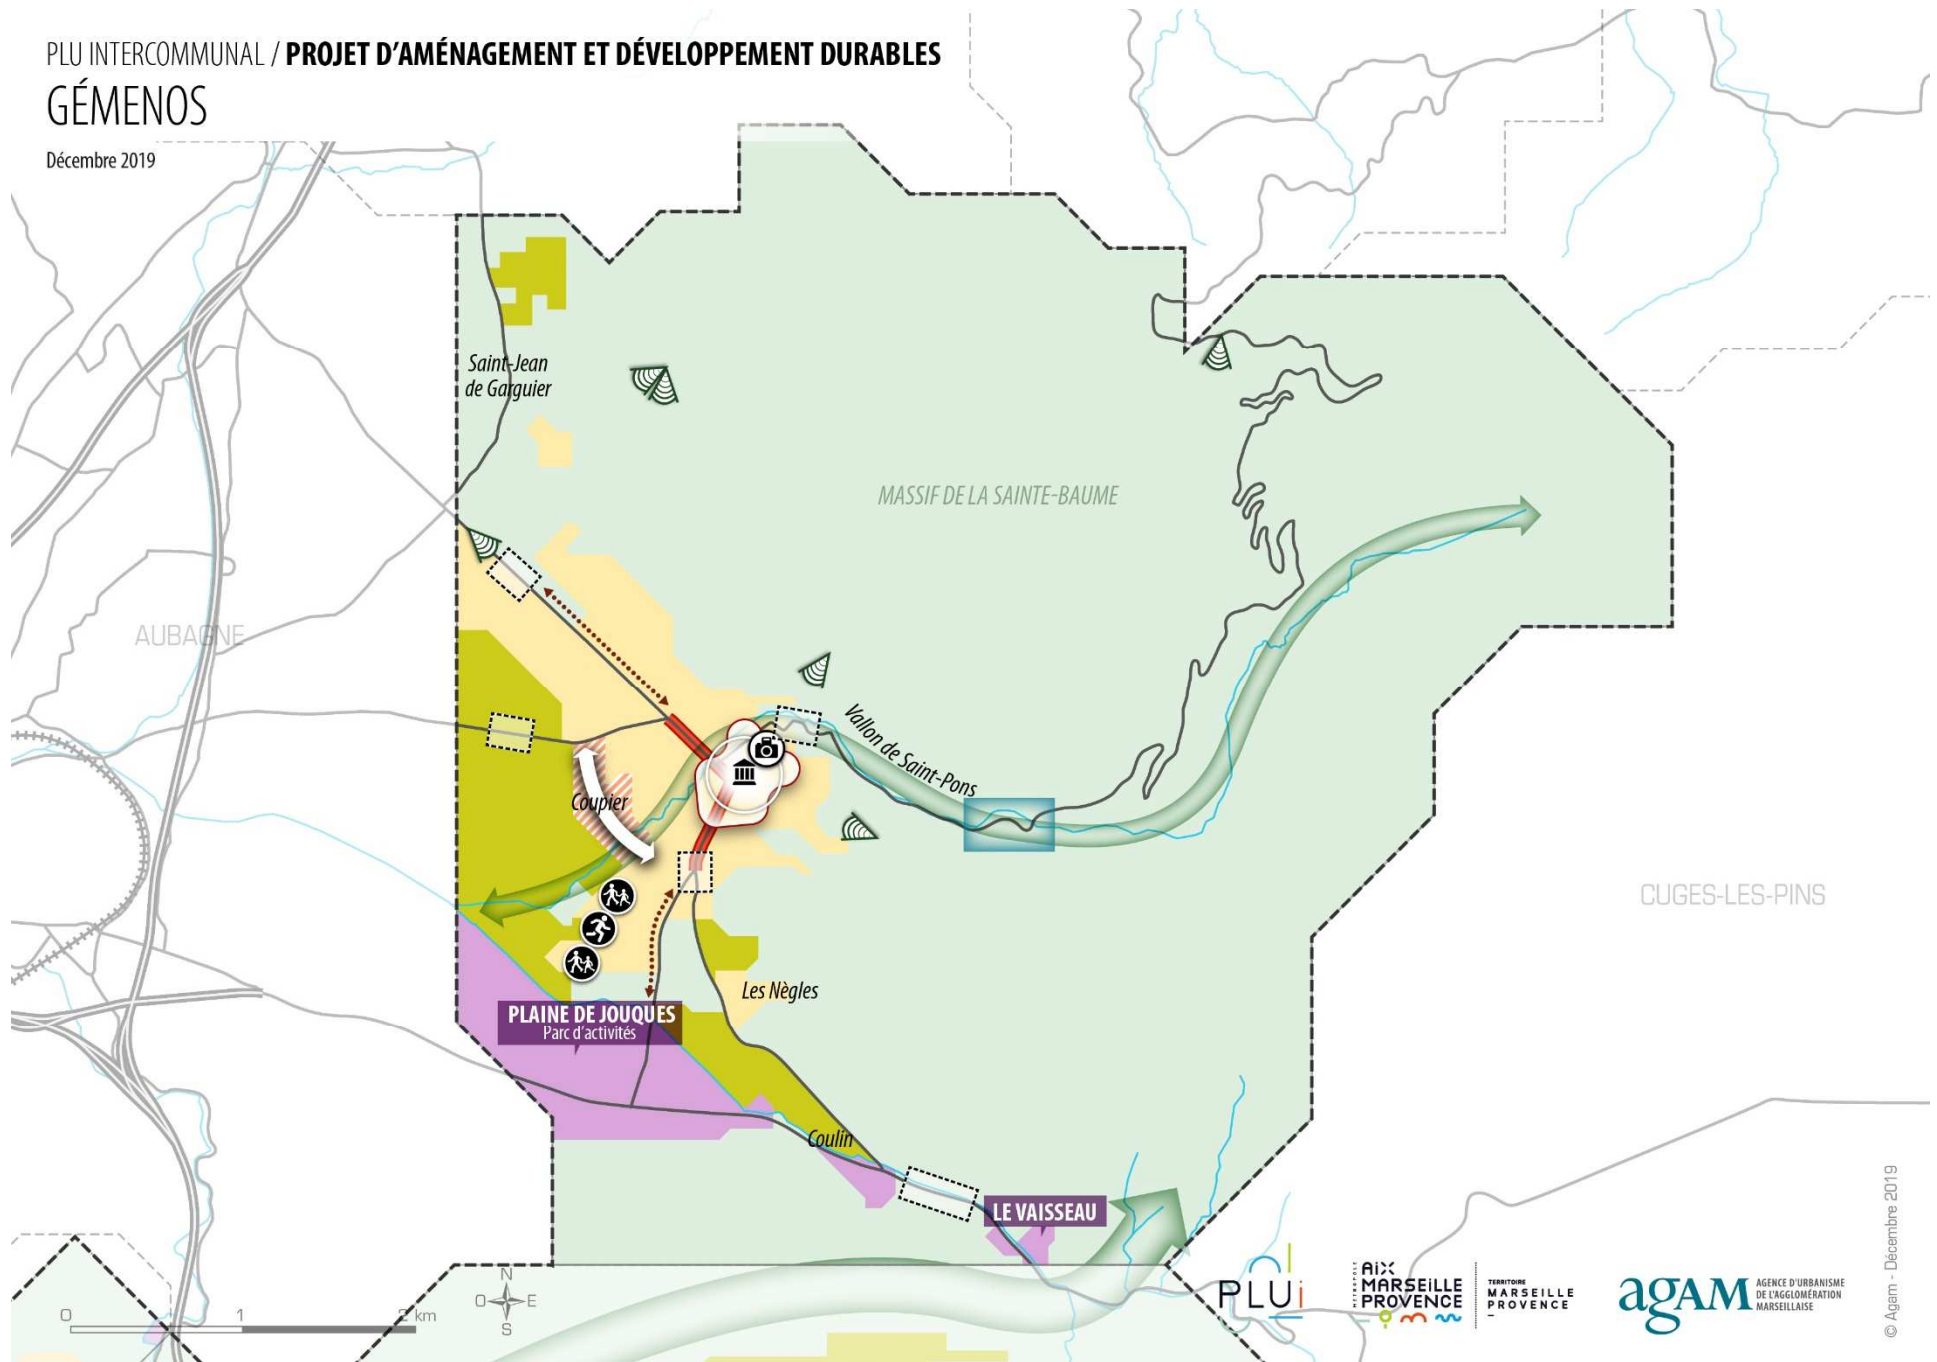 PLU INTERCOMMUNAL / PROJET D'AMÉNAGEMENT ET DÉVELOPPEMENT DURABLES
GÉMENOS
Décembre 2019
Saint-Jean
de Garguier
MASSIF DE LA SAINTE-BAUME
AUBAGNE
Vallon de Saint-Pons
Coupier
CUGES-LES-PINS
Les Nègles
PLAINE DE JOUQUES
Parc d'activités
Coulin
LE VAISSEAU
0 1 2 km
N
O E
S
PLUi
MÉTROPOLE
AIX
MARSEILLE
PROVENCE
TERRITOIRE
MARSEILLE
PROVENCE
agAM
AGENCE D'URBANISME
DE L'AGGLOMÉRATION
MARSEILLAISE
© Agam - Décembre 2019